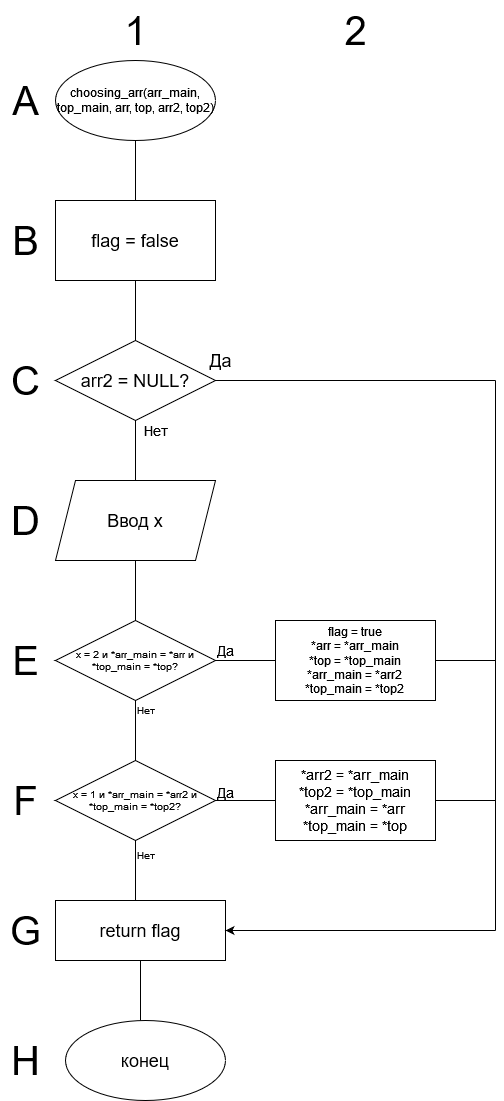 1 2
A
choosing_arr(arr_main,
top_main, arr, top, arr2, top2)
B
flag = false
C
arr2 = NULL?
Да
Нет
D
Ввод x
E
x = 2 и *arr_main = *arr и
*top_main = *top?
Да
flag = true
*arr = *arr_main
*top = *top_main
*arr_main = *arr2
*top_main = *top2
Нет
F
x = 1 и *arr_main = *arr2 и
*top_main = *top2?
Да
*arr2 = *arr_main
*top2 = *top_main
*arr_main = *arr
*top_main = *top
Нет
G
return flag
H
конец